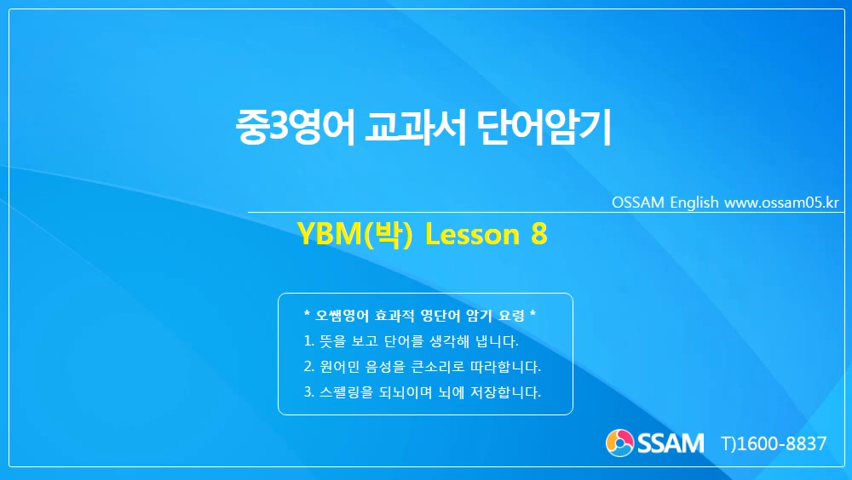 중3영어 교과서 단어암기
OSSAM English www.ossam05.kr
YBM(박) Lesson 8
* 오쌤영어 효과적 영단어 암기 요령 *
1. 뜻을 보고 단어를 생각해 냅니다.
2. 원어민 음성을 큰소리로 따라합니다.
3. 스펠링을 되뇌이며 뇌에 저장합니다.
OSSAM T)1600-8837